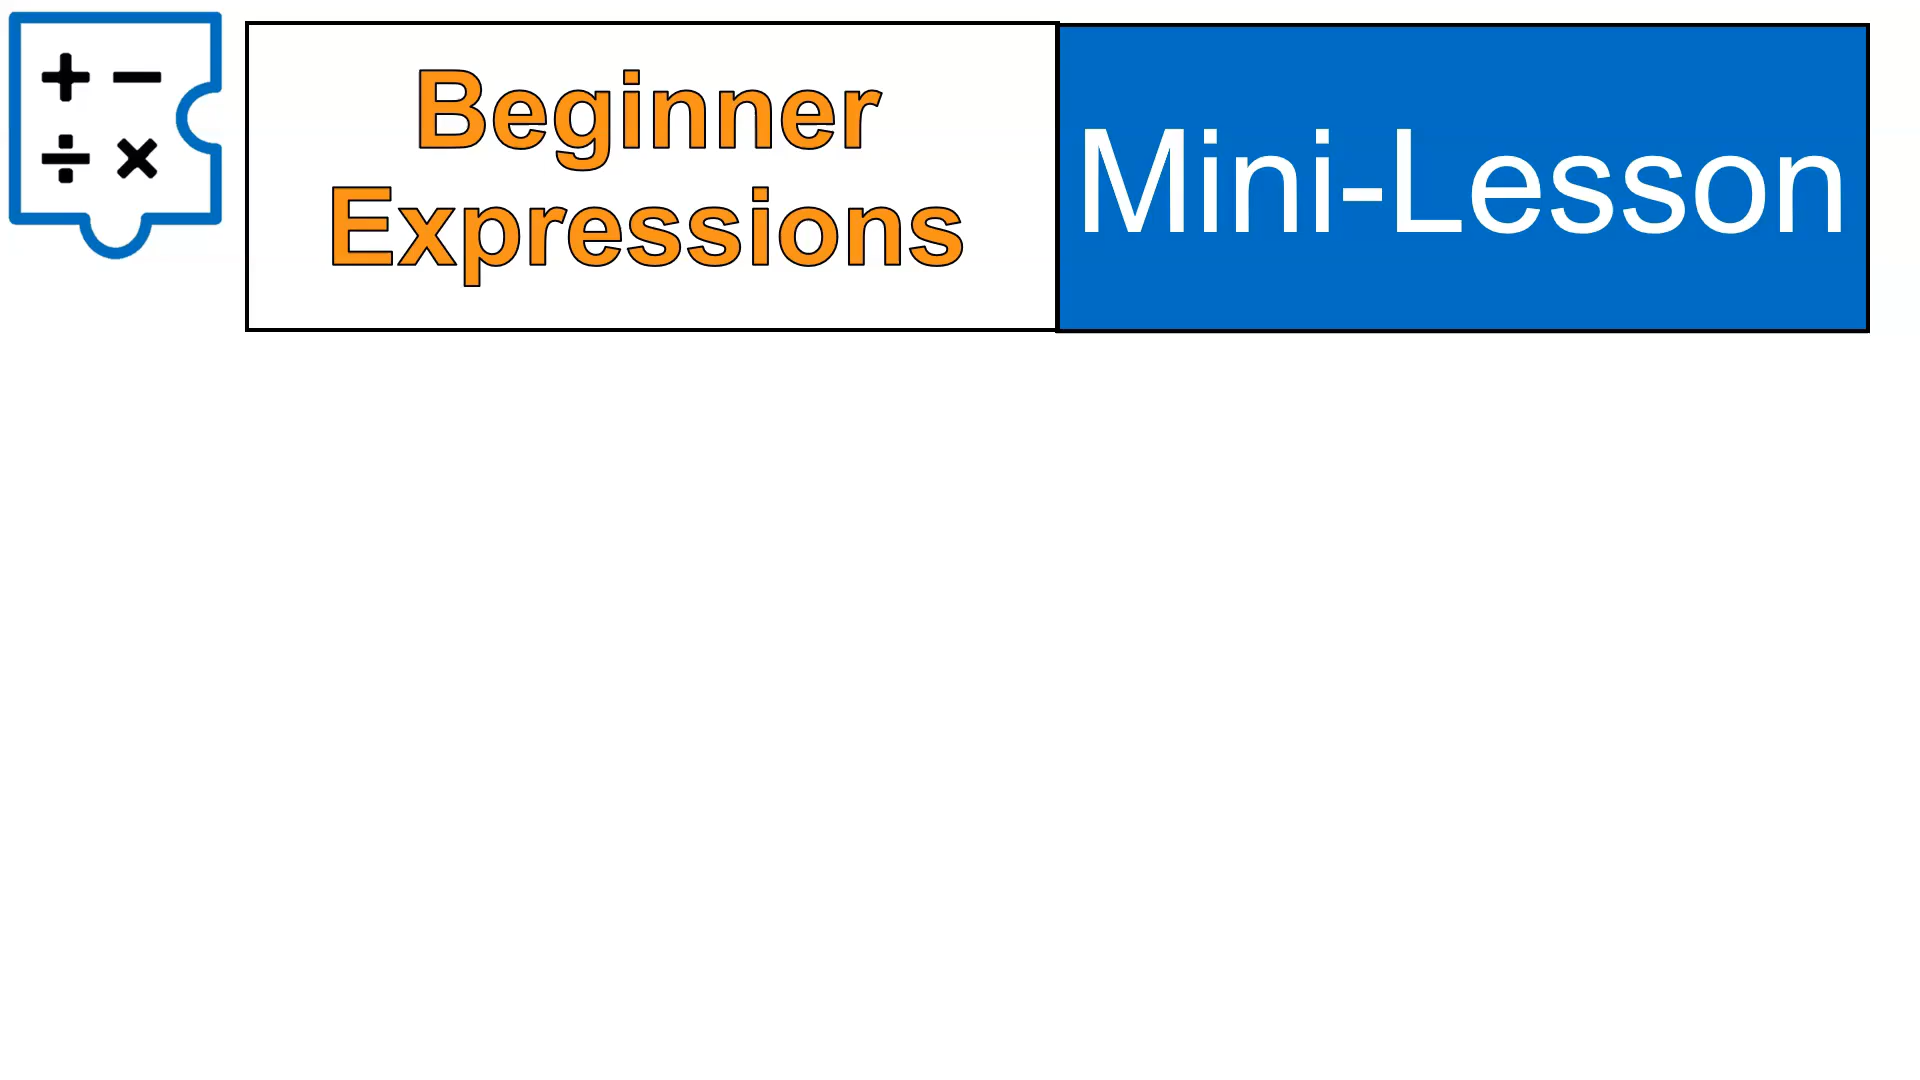 + −
÷ ×
Beginner
Expressions
Mini-Lesson